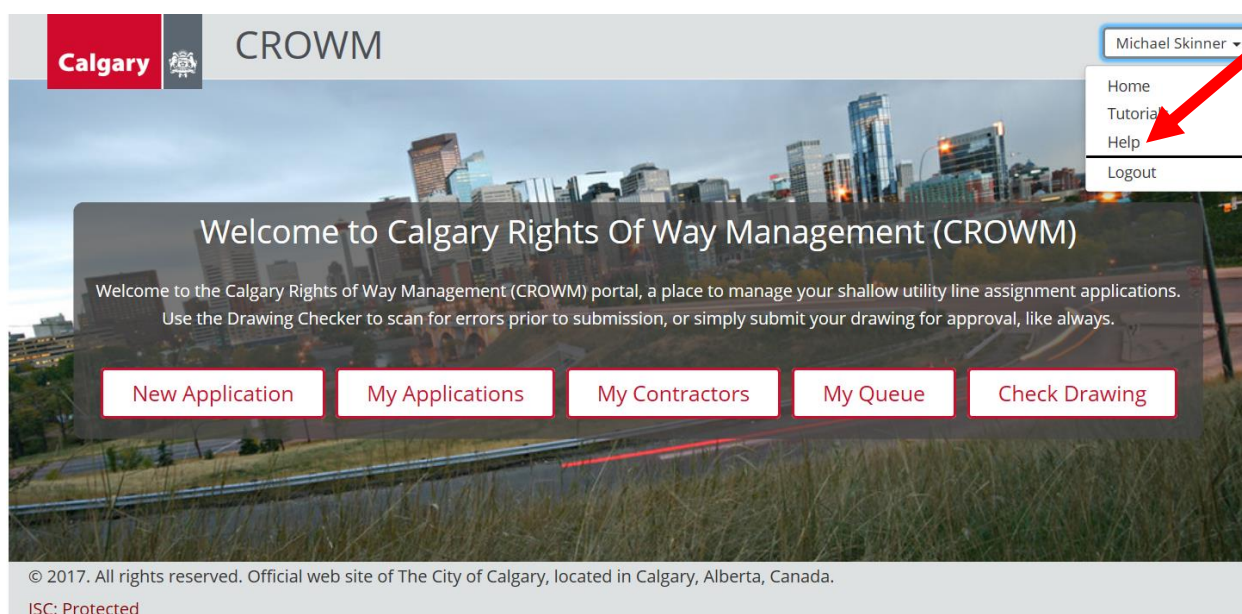 Calgary
CROWM
Michael Skinner
Home
Tutorial
Help
Logout
Welcome to Calgary Rights Of Way Management (CROWM)
Welcome to the Calgary Rights of Way Management (CROWM) portal, a place to manage your shallow utility line assignment applications.
Use the Drawing Checker to scan for errors prior to submission, or simply submit your drawing for approval, like always.
New Application
My Applications
My Contractors
My Queue
Check Drawing
© 2017. All rights reserved. Official web site of The City of Calgary, located in Calgary, Alberta, Canada.
ISC: Protected